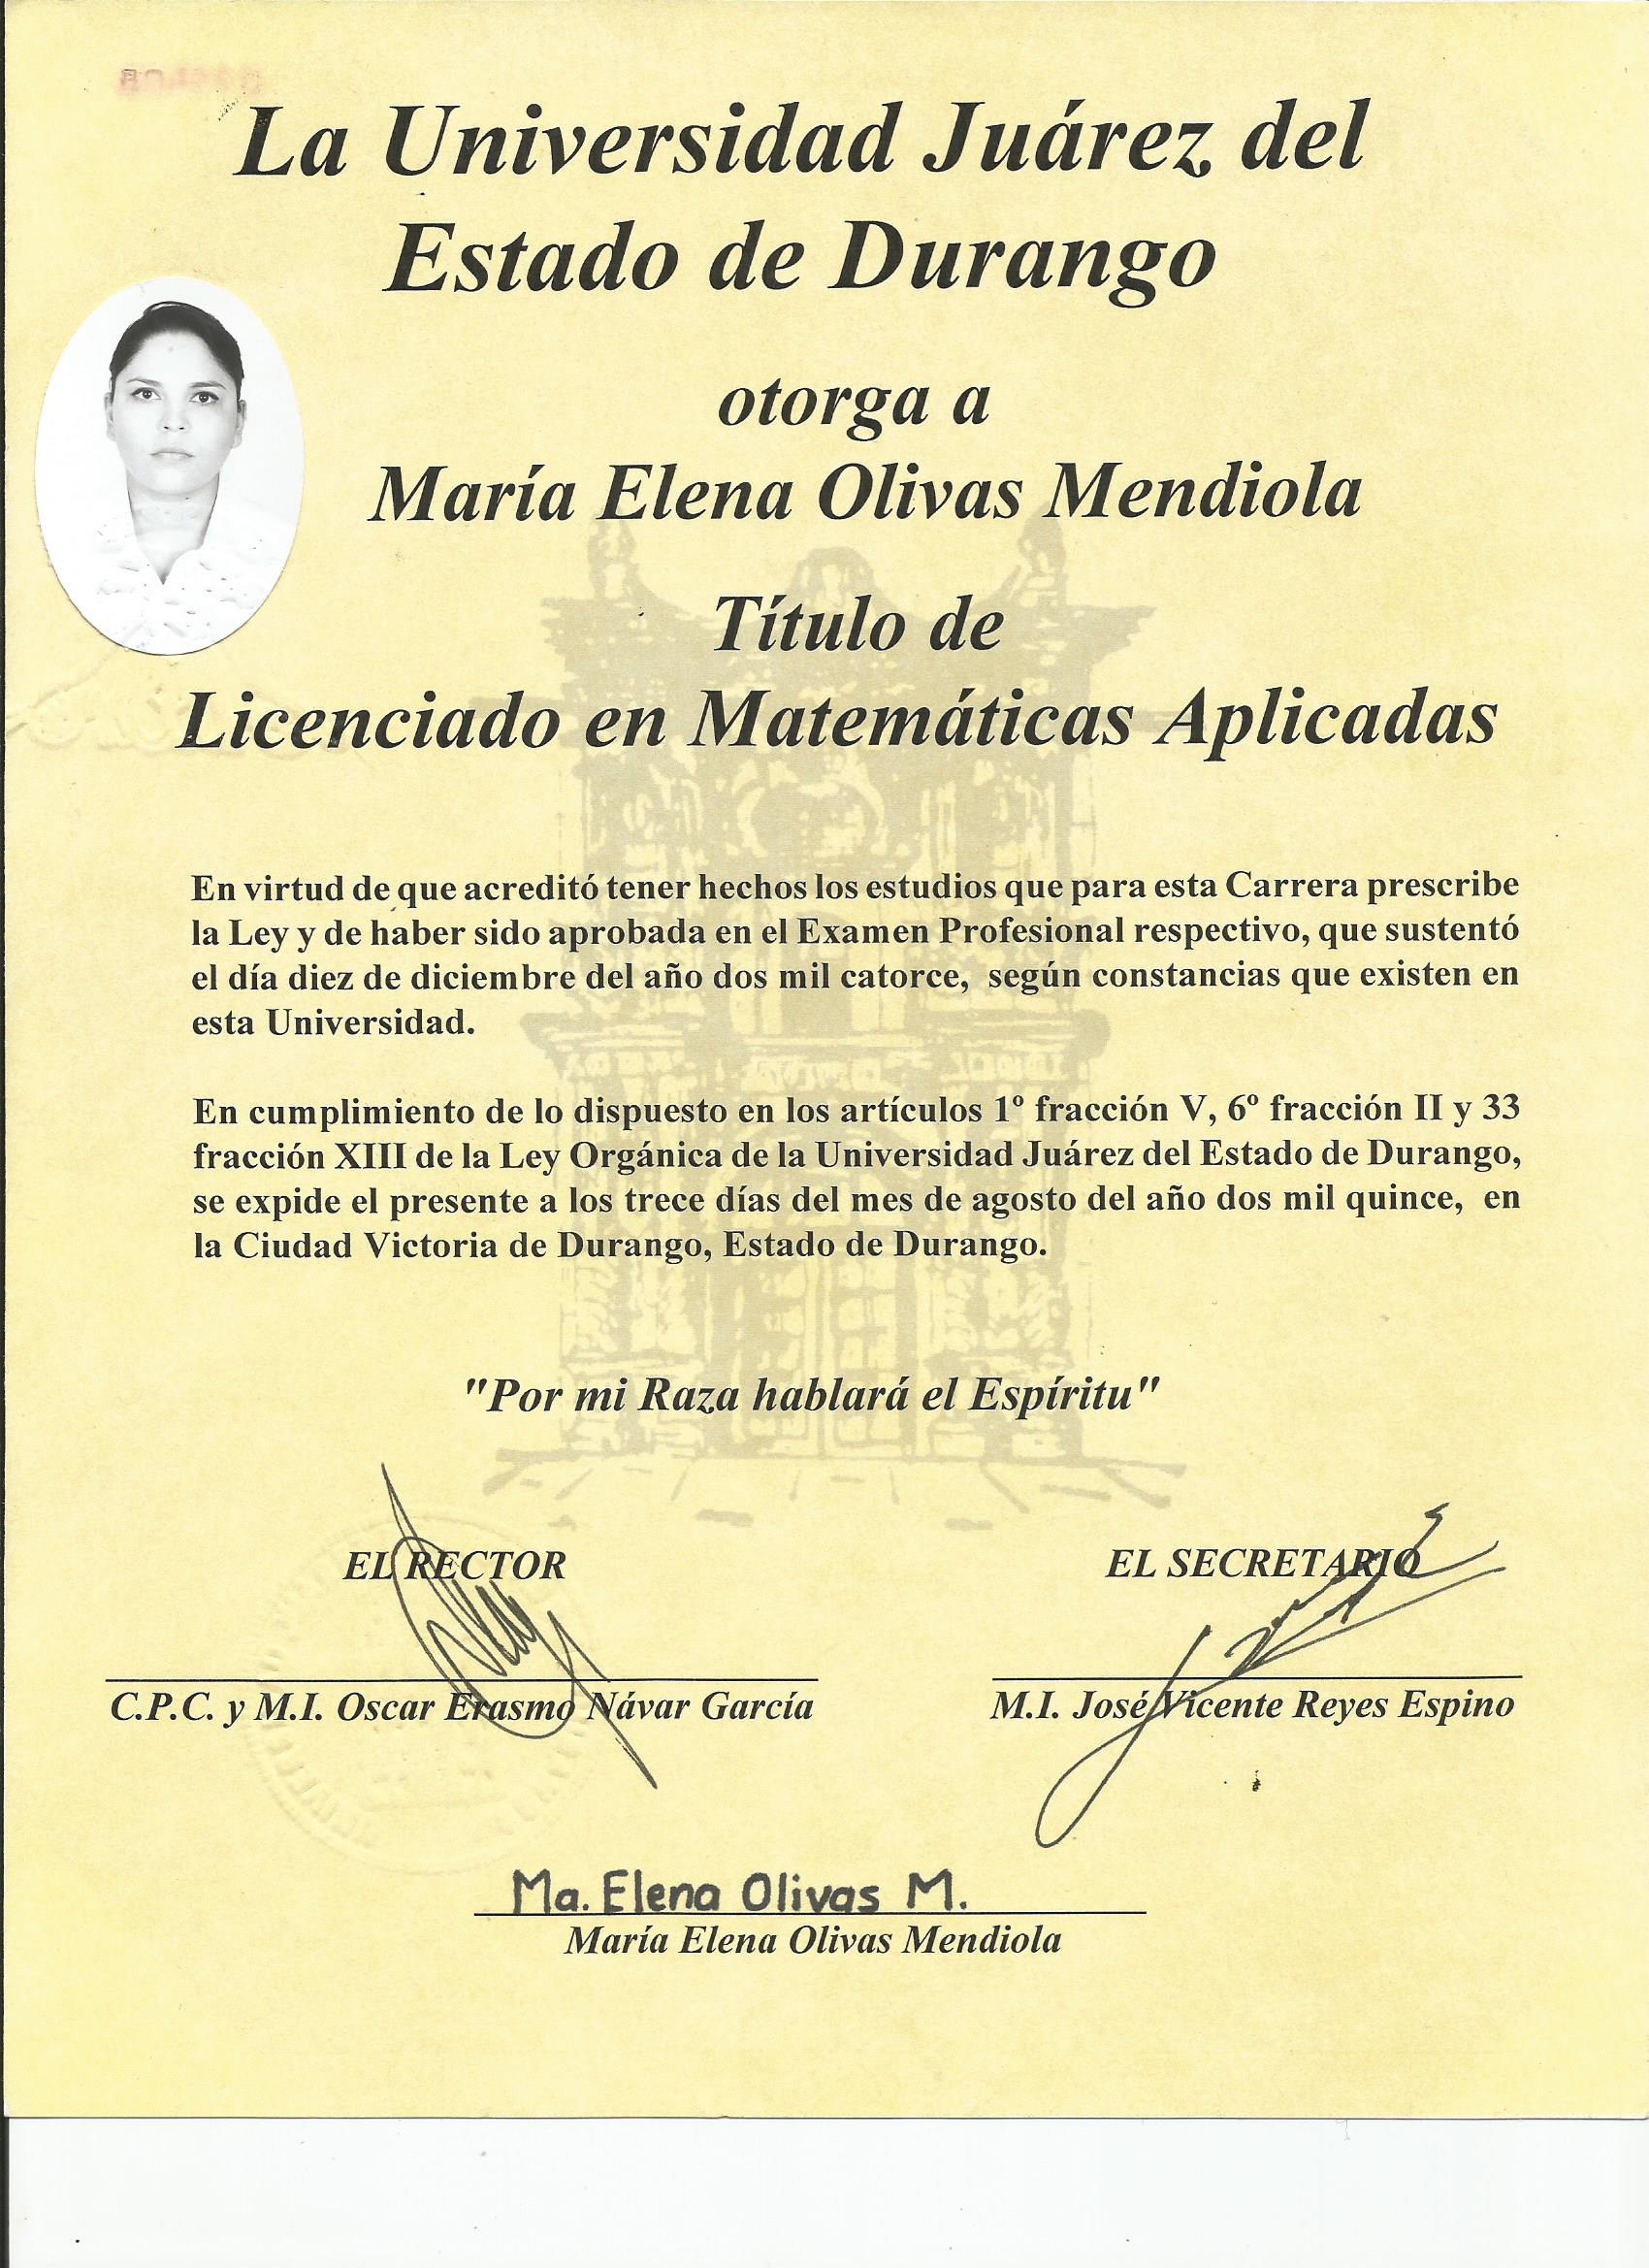 La Universidad Juárez del
Estado de Durango
otorga a
María Elena Olivas Mendiola
Título de
Licenciado en Matemáticas Aplicadas
En virtud de que acreditó tener hechos los estudios que para esta Carrera prescribe
la Ley y de haber sido aprobada en el Examen Profesional respectivo, que sustentó
el día diez de diciembre del año dos mil catorce, según constancias que existen en
esta Universidad.
En cumplimiento de lo dispuesto en los artículos 1º fracción V, 6º fracción II y 33
fracción XIII de la Ley Orgánica de la Universidad Juárez del Estado de Durango,
se expide el presente a los trece días del mes de agosto del año dos mil quince, en
la Ciudad Victoria de Durango, Estado de Durango.
"Por mi Raza hablará el Espíritu"
EL RECTOR
EL SECRETARIO
C.P.C. y M.I. Oscar Erasmo Návar García
M.I. José Vicente Reyes Espino
Ma. Elena Olivas M.
María Elena Olivas Mendiola